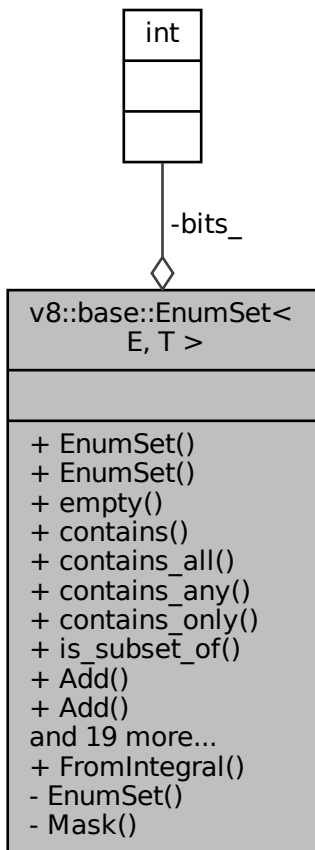 int
-bits_
v8::base::EnumSet<
E, T >
+ EnumSet()
+ EnumSet()
+ empty()
+ contains()
+ contains_all()
+ contains_any()
+ contains_only()
+ is_subset_of()
+ Add()
+ Add()
and 19 more...
+ FromIntegral()
- EnumSet()
- Mask()